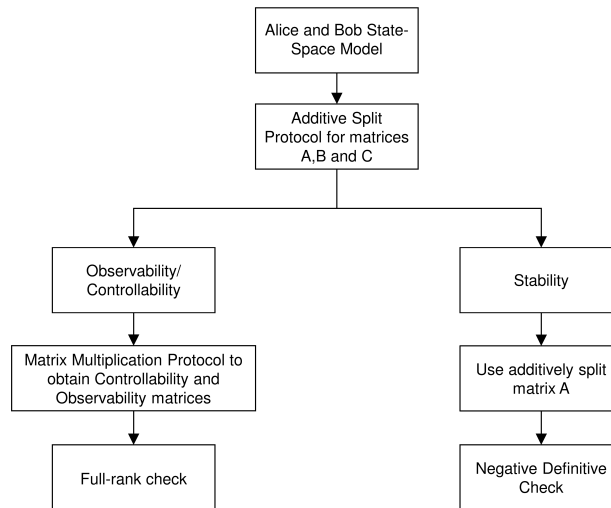 Alice and Bob State-
Space Model
Additive Split
Protocol for matrices
A,B and C
Observability/
Controllability
Stability
Matrix Multiplication Protocol to
obtain Controllability and
Observability matrices
Use additively split
matrix A
Full-rank check
Negative Definitive
Check